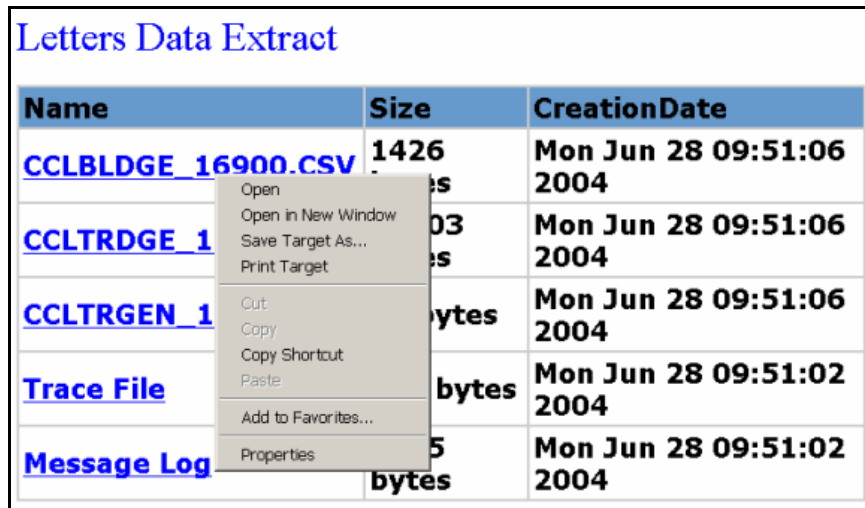 Letters Data Extract
Name Size CreationDate
CCLBLDGE_16900.CSV 1426 Mon Jun 28 09:51:06
2004
CCLTRDGE_1 03 Mon Jun 28 09:51:06
2004
CCLTRGEN_1 Mon Jun 28 09:51:06
2004
Trace File bytes Mon Jun 28 09:51:02
2004
Message Log 5 Mon Jun 28 09:51:02
bytes 2004
Open
Open in New Window
Save Target As...
Print Target
Cut
Copy
Copy Shortcut
Paste
Add to Favorites...
Properties